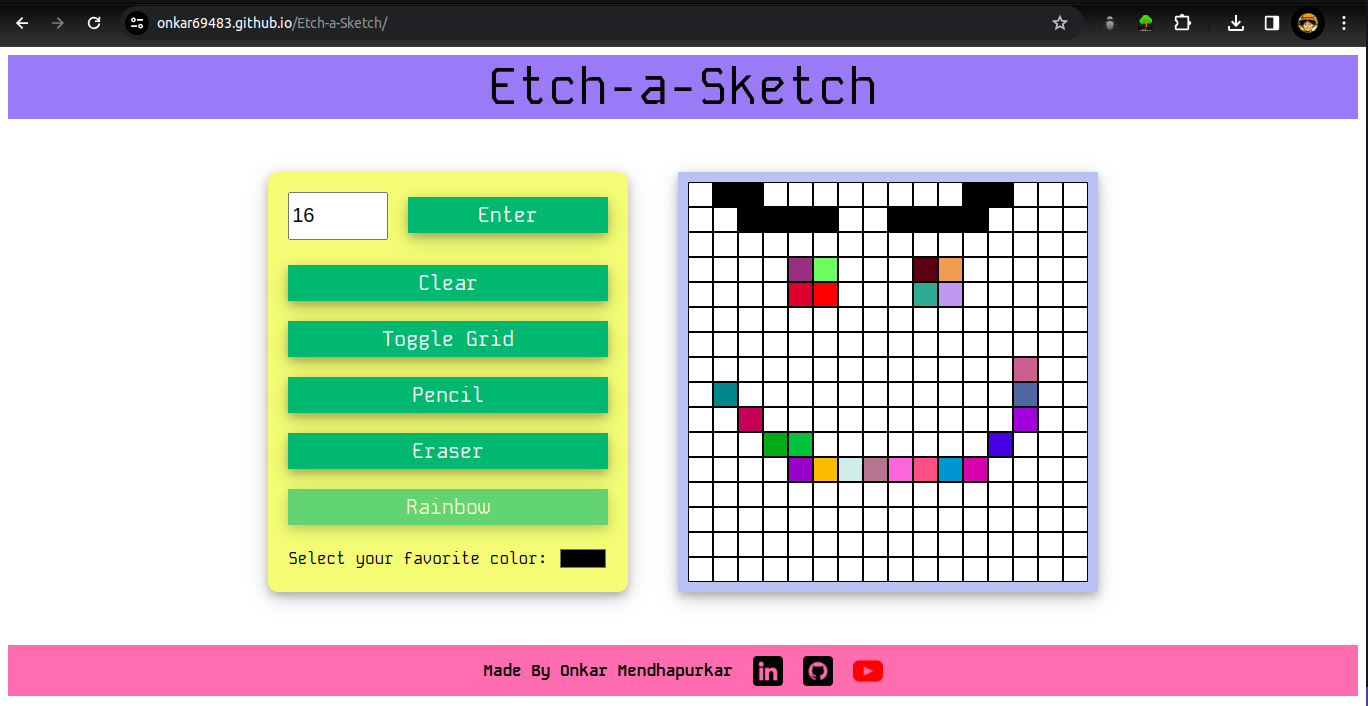 onkar69483.github.io/Etch-a-Sketch/
Etch-a-Sketch
16
Enter
Clear
Toggle Grid
Pencil
Eraser
Rainbow
Select your favorite color:
Made By Onkar Mendhapurkar
in